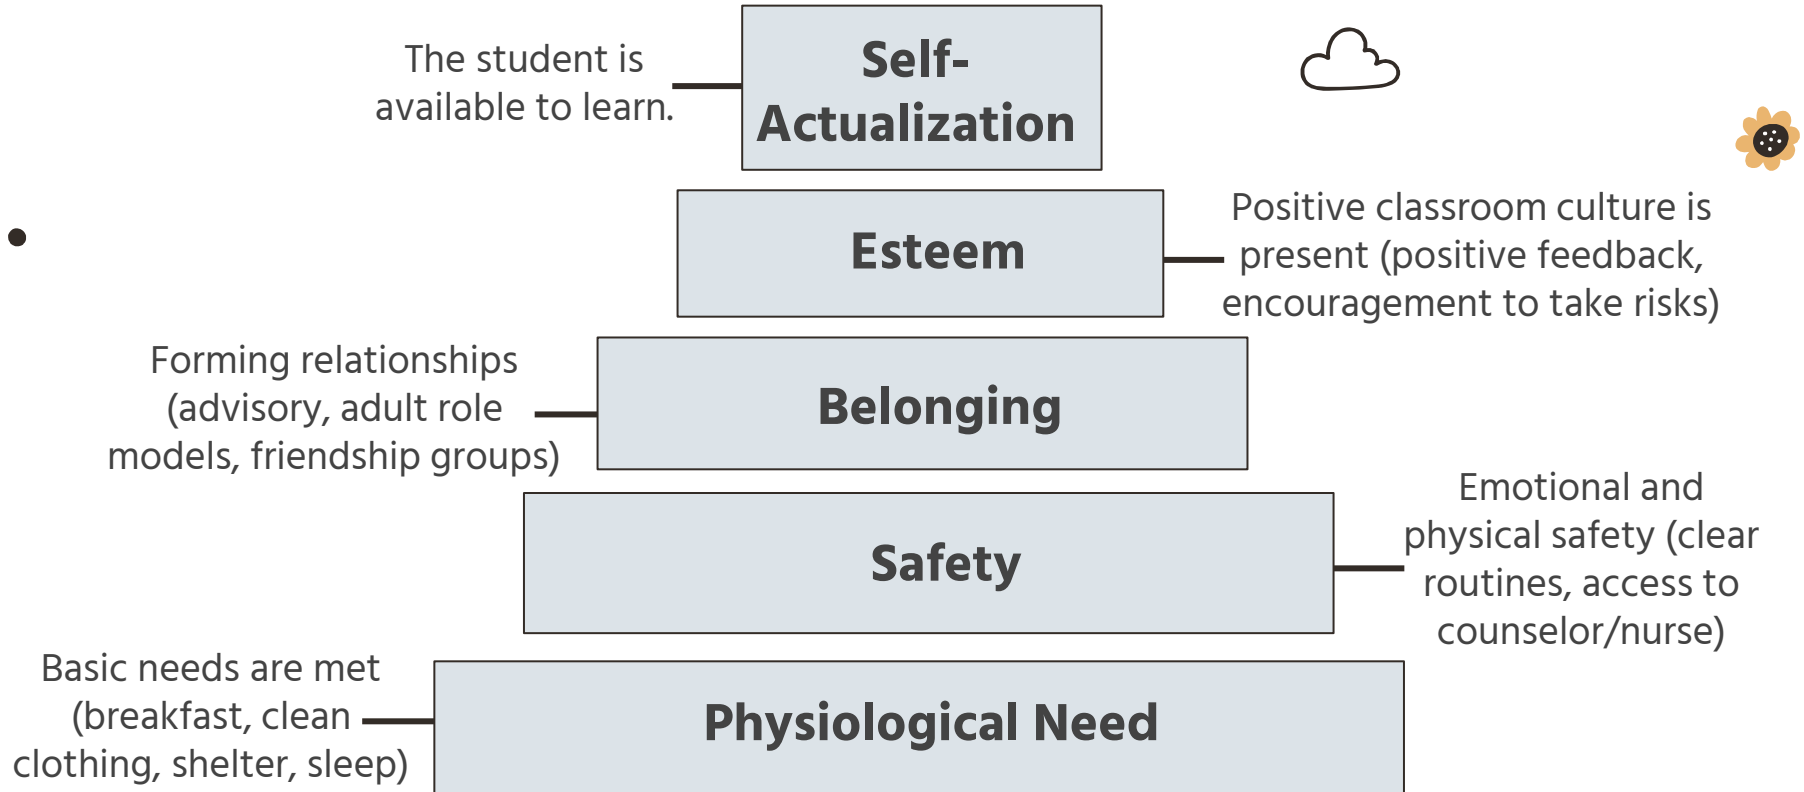 The student is
available to learn.
Self-
Actualization
Esteem
Positive classroom culture is
present (positive feedback,
encouragement to take risks)
Forming relationships
(advisory, adult role
models, friendship groups)
Belonging
Safety
Emotional and
physical safety (clear
routines, access to
counselor/nurse)
Basic needs are met
(breakfast, clean
clothing, shelter, sleep)
Physiological Need